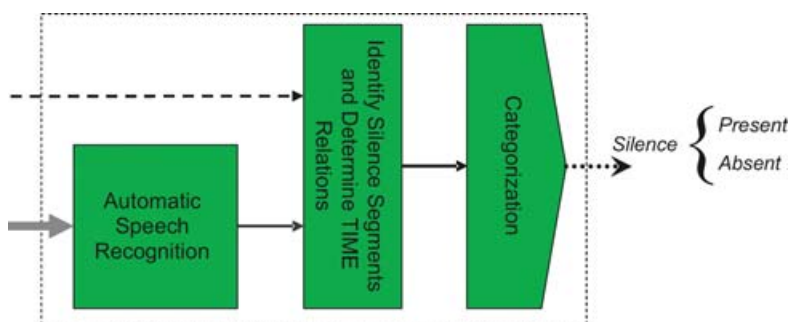 Automatic
Speech
Recognition
Identify Silence Segments
and Determine TIME
Relations
Categorization
Silence
Present
Absent